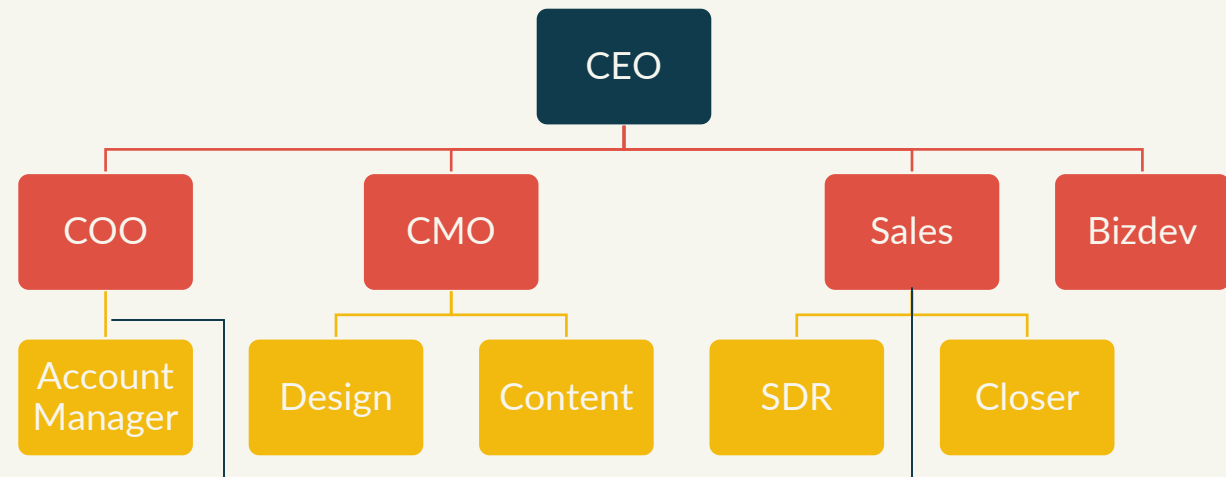 CEO
COO
CMO
Sales
Bizdev
Account
Manager
Design
Content
SDR
Closer